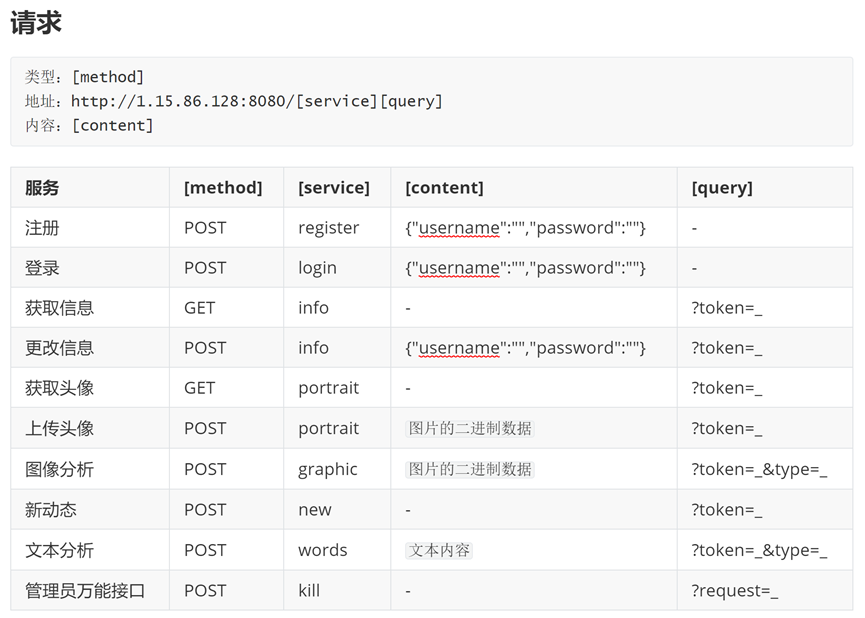 请求
类型：[method]
地址：http://1.15.86.128:8080/[service][query]
内容：[content]
服务 [method] [service] [content] [query]
注册 POST register {"username":"","password":""} -
登录 POST login {"username":"","password":""} -
获取信息 GET info - ?token=_
更改信息 POST info {"username":"","password":""} ?token=_
获取头像 GET portrait - ?token=_
上传头像 POST portrait 图片的二进制数据 ?token=_
图像分析 POST graphic 图片的二进制数据 ?token=_&type=_
新动态 POST new - ?token=_
文本分析 POST words 文本内容 ?token=_&type=_
管理员万能接口 POST kill - ?request=_